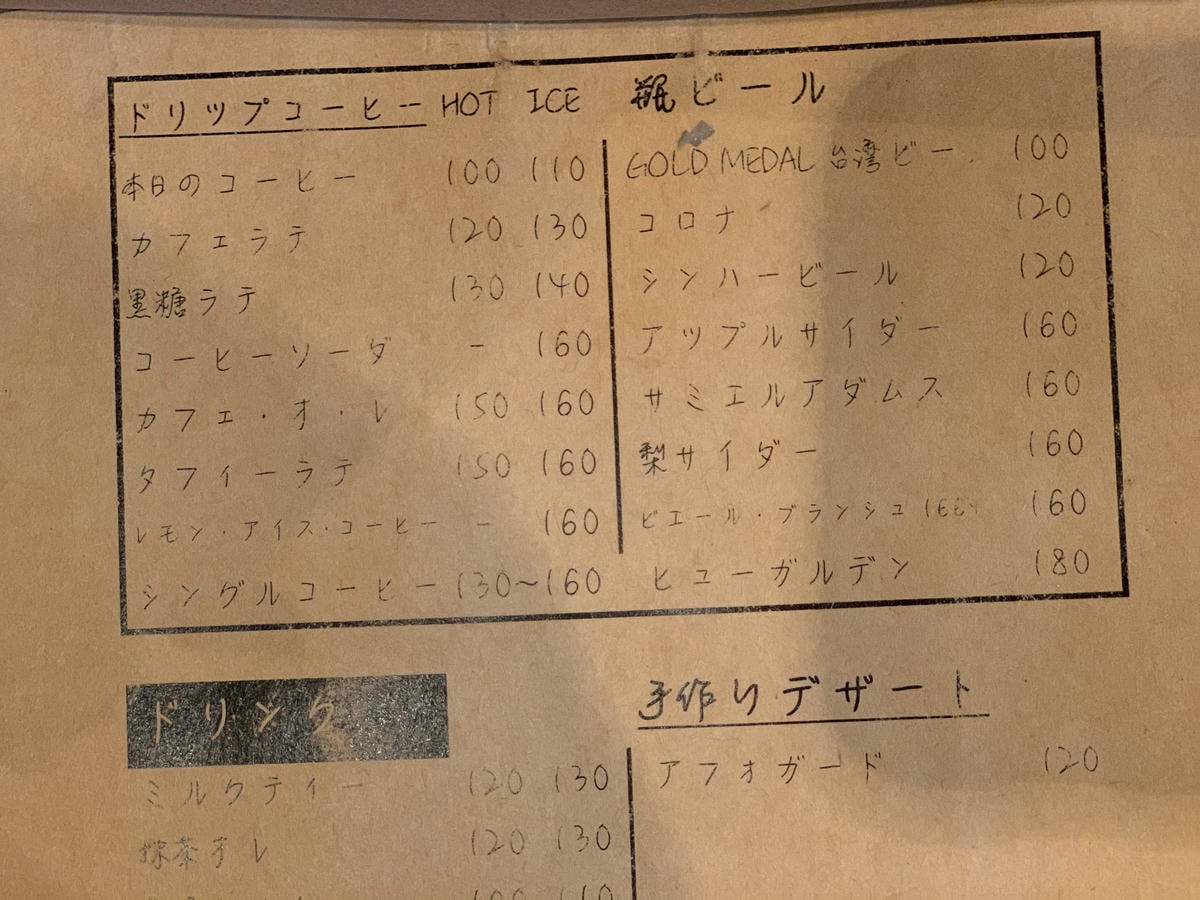 ドリップコーヒー HOT ICE
本日のコーヒー 100 110
カフェラテ 120 130
黒糖ラテ 130 140
コーヒーソーダ - 160
カフェ・オ・レ 150 160
タフィーラテ 150 160
レモン・アイス・コーヒー - 160
シングルコーヒー 130~160
瓶ビール
GOLD MEDAL 台湾ビー 100
コロナ 120
シンハービール 120
アップルサイダー 160
サミエルアダムス 160
梨サイダー 160
ピエール・ブランシュ 160
ヒューガルデン 180
ドリンク
ミルクティー 120 130
抹茶オレ 120 130
100 110
手作りデザート
アフォガード 120